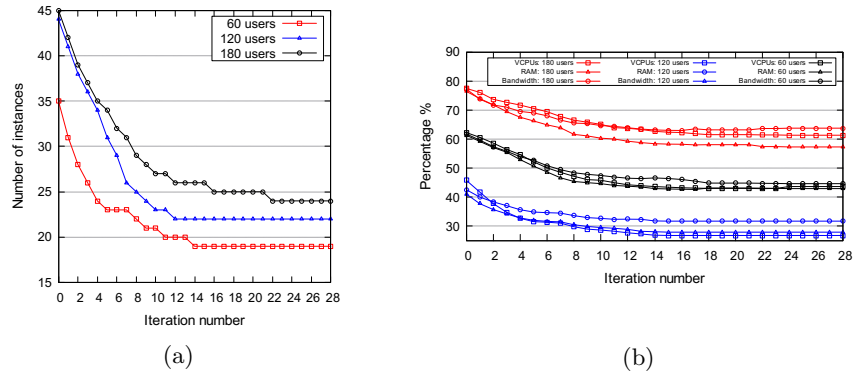 45
40
35
30
25
20
15
Number of instances
60 users
120 users
180 users
0 2 4 6 8 10 12 14 16 18 20 22 24 26 28
Iteration number
(a)
90
80
70
60
50
40
30
Percentage %
VCPUs: 180 users
RAM: 180 users
Bandwidth: 180 users
VCPUs: 120 users
RAM: 120 users
Bandwidth: 120 users
VCPUs: 60 users
RAM: 60 users
Bandwidth: 60 users
0 2 4 6 8 10 12 14 16 18 20 22 24 26 28
Iteration number
(b)